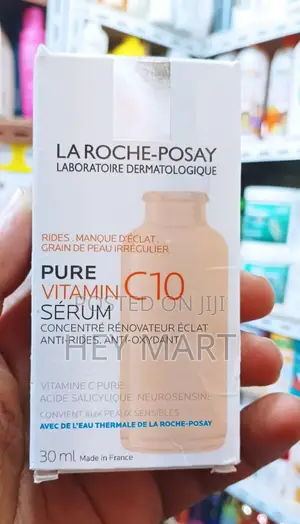 LA ROCHE-POSAY
LABORATOIRE DERMATOLOGIQUE
RIDES . MANQUE D'ÉCLAT .
GRAIN DE PEAU IRRÉGULIER
PURE
VITAMIN C10
SÉRUM
POSTED ON JIJI
CONCENTRÉ RÉNOVATEUR ÉCLAT
ANTI-RIDES, ANTI-OXYDANT
HEY MART
VITAMINE C PURE
ACIDE SALICYLIQUE NEUROSENSINE
CONVIENT AUX PEAUX SENSIBLES
AVEC DE L'EAU THERMALE DE LA ROCHE-POSAY
30 ml Made in France